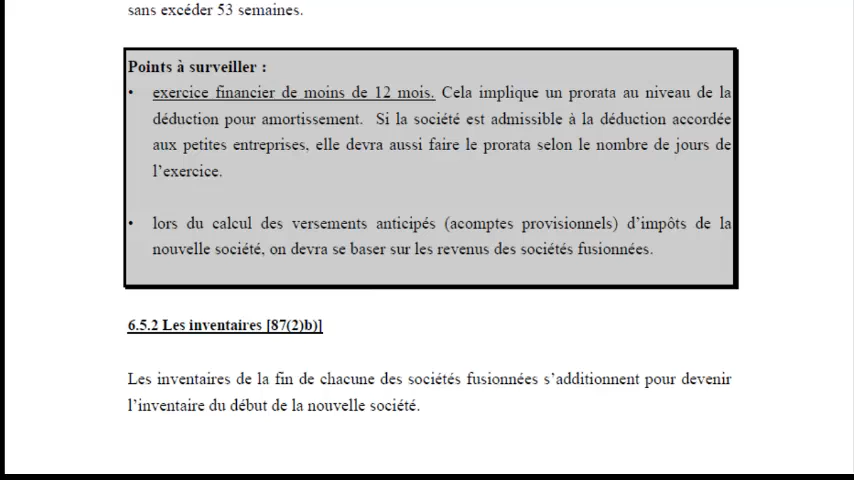 sans excéder 53 semaines.
Points à surveiller :
• exercice financier de moins de 12 mois. Cela implique un prorata au niveau de la
déduction pour amortissement. Si la société est admissible à la déduction accordée
aux petites entreprises, elle devra aussi faire le prorata selon le nombre de jours de
l’exercice.
• lors du calcul des versements anticipés (acomptes provisionnels) d’impôts de la
nouvelle société, on devra se baser sur les revenus des sociétés fusionnées.
6.5.2 Les inventaires [87(2)b)]
Les inventaires de la fin de chacune des sociétés fusionnées s’additionnent pour devenir
l’inventaire du début de la nouvelle société.